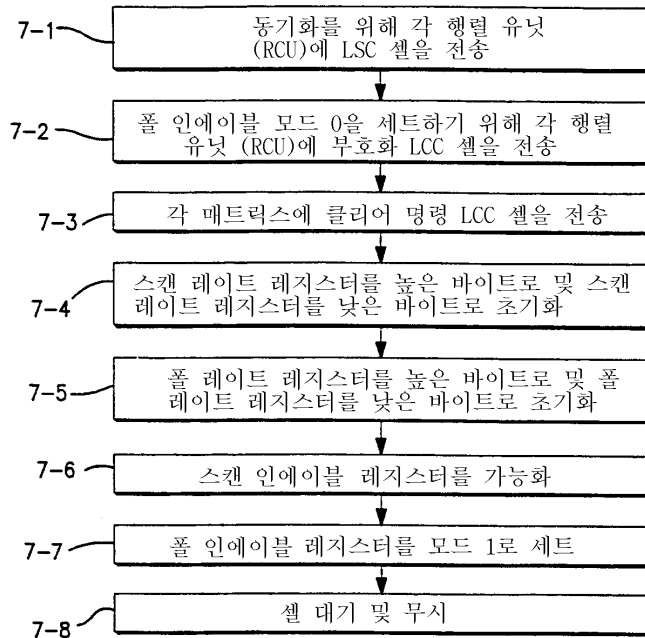 7-1
동기화를 위해 각 행렬 유닛
(RCU)에 LSC 셀을 전송
7-2
폴 인에이블 모드 0을 세트하기 위해 각 행렬
유닛 (RCU)에 부호화 LCC 셀을 전송
7-3
각 매트릭스에 클리어 명령 LCC 셀을 전송
7-4
스캔 레이트 레지스터를 높은 바이트로 및 스캔
레이트 레지스터를 낮은 바이트로 초기화
7-5
폴 레이트 레지스터를 높은 바이트로 및 폴
레이트 레지스터를 낮은 바이트로 초기화
7-6
스캔 인에이블 레지스터를 가능화
7-7
폴 인에이블 레지스터를 모드 1로 세트
7-8
셀 대기 및 무시